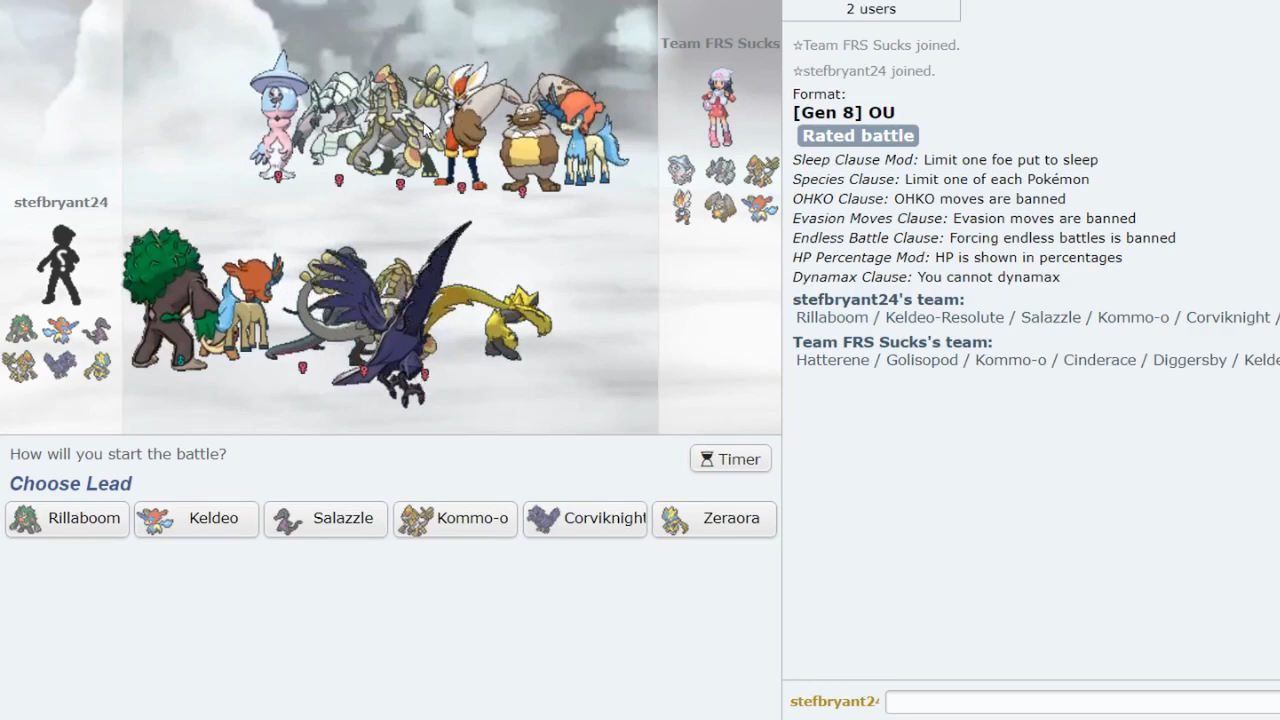 2 users
Team FRS Sucks
☆Team FRS Sucks joined.
☆stefbryant24 joined.
Format:
[Gen 8] OU
Rated battle
Sleep Clause Mod: Limit one foe put to sleep
Species Clause: Limit one of each Pokémon
OHKO Clause: OHKO moves are banned
Evasion Moves Clause: Evasion moves are banned
Endless Battle Clause: Forcing endless battles is banned
HP Percentage Mod: HP is shown in percentages
Dynamax Clause: You cannot dynamax
stefbryant24's team:
Rillaboom / Keldeo-Resolute / Salazzle / Kommo-o / Corviknight /
Team FRS Sucks's team:
Hatterene / Golisopod / Kommo-o / Cinderace / Diggersby / Kelde
stefbryant24
How will you start the battle?
Timer
Choose Lead
Rillaboom Keldeo Salazzle Kommo-o Corviknight Zeraora
stefbryant24